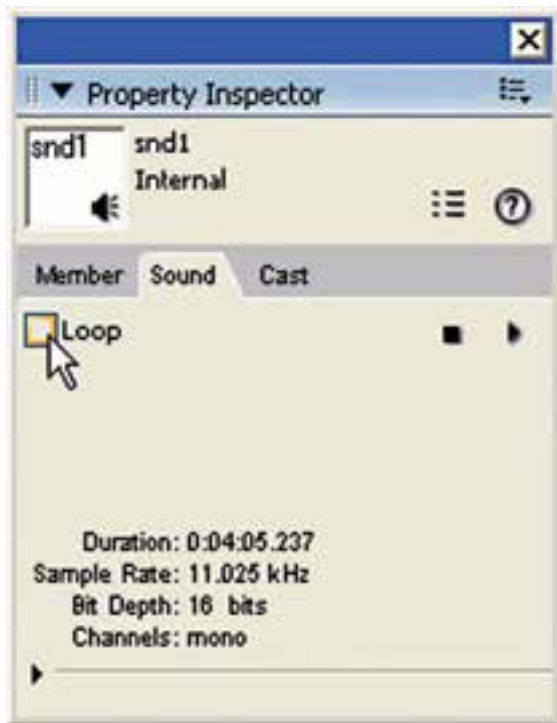 Property Inspector
snd1
snd1
Internal
Member Sound Cast
Loop
Duration: 0:04:05.237
Sample Rate: 11.025 kHz
Bit Depth: 16 bits
Channels: mono